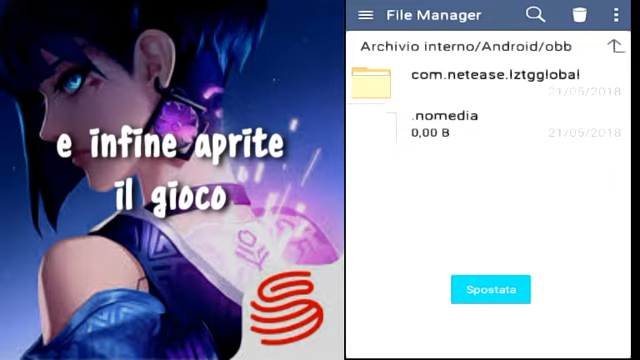 e infine aprite
il gioco
File Manager
Archivio interno/Android/obb
com.netease.lztgglobal
21/05/2018
.nomedia
0,00 B
21/05/2018
Spostata